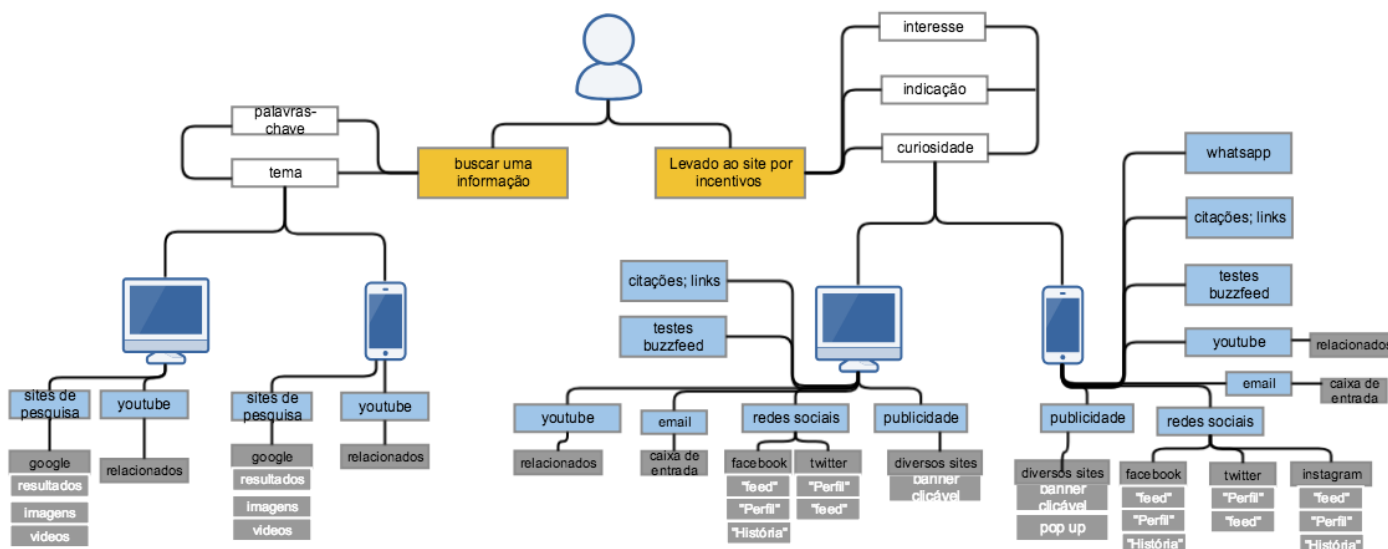 interesse
indicação
curiosidade
palavras-
chave
tema
buscar uma
informação
Levado ao site por
incentivos
whatsapp
citações; links
testes
buzzfeed
youtube
relacionados
email
caixa de
entrada
citações; links
testes
buzzfeed
sites de
pesquisa
youtube
google
resultados
imagens
videos
relacionados
sites de
pesquisa
youtube
google
resultados
imagens
videos
relacionados
youtube
relacionados
email
caixa de
entrada
redes sociais
facebook
"feed"
"Perfil"
"História"
twitter
"Perfil"
"feed"
publicidade
diversos sites
banner
clicável
publicidade
diversos sites
banner
clicável
pop up
redes sociais
facebook
"feed"
"Perfil"
"História"
twitter
"Perfil"
"feed"
instagram
"feed"
"Perfil"
"História"